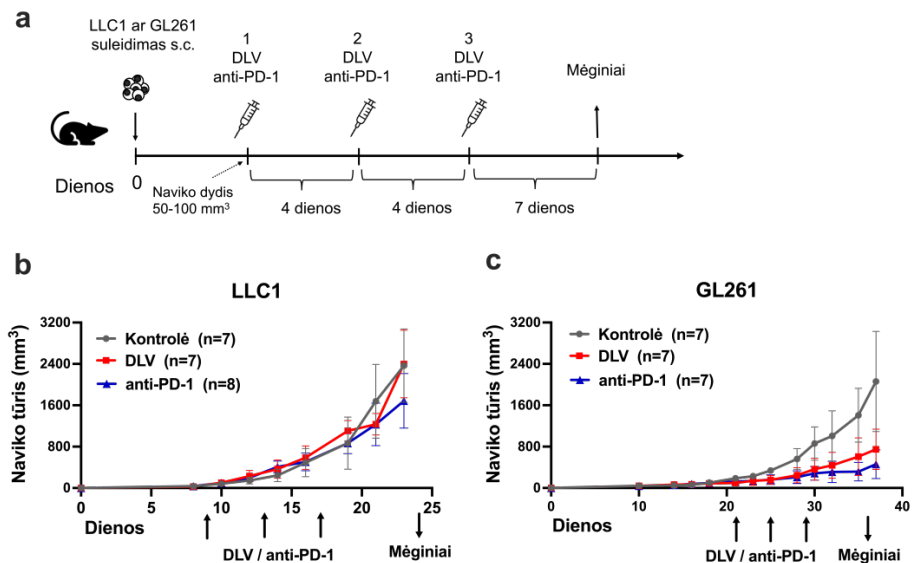 a
LLC1 ar GL261
suleidimas s.c.
1
DLV
anti-PD-1
2
DLV
anti-PD-1
3
DLV
anti-PD-1
Mėginiai
Dienos
0
Naviko dydis
50-100 mm³
4 dienos
4 dienos
7 dienos
b
LLC1
Naviko tūris (mm³)
3200
2400
1600
800
0
Kontrolė (n=7)
DLV (n=7)
anti-PD-1 (n=8)
0 5 10 15 20 25
Dienos
DLV / anti-PD-1
Mėginiai
c
GL261
Naviko tūris (mm³)
3200
2400
1600
800
0
Kontrolė (n=7)
DLV (n=7)
anti-PD-1 (n=7)
0 10 20 30 40
Dienos
DLV / anti-PD-1
Mėginiai